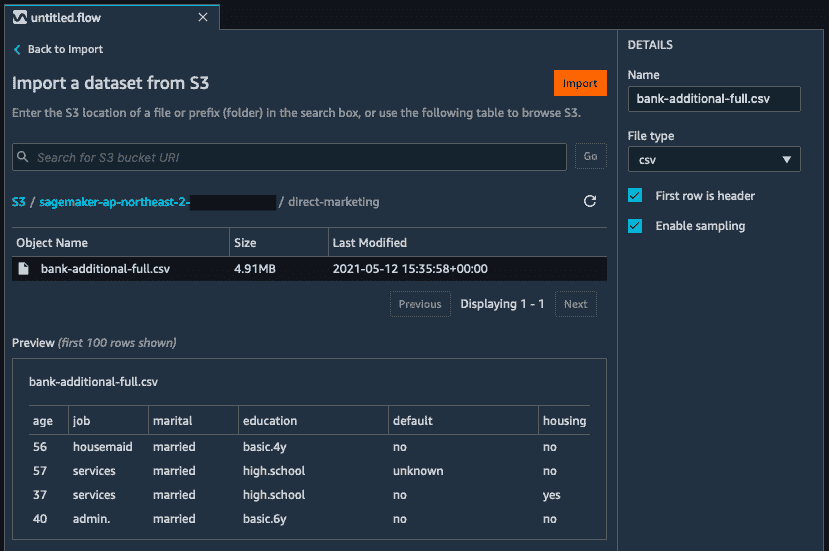 untitled.flow
Back to Import
Import a dataset from S3
Import
Enter the S3 location of a file or prefix (folder) in the search box, or use the following table to browse S3.
Search for S3 bucket URI
Go
S3 / sagemaker-ap-northeast-2- / direct-marketing
Object Name Size Last Modified
bank-additional-full.csv 4.91MB 2021-05-12 15:35:58+00:00
Previous Displaying 1 - 1 Next
Preview (first 100 rows shown)
bank-additional-full.csv
age job marital education default housing
56 housemaid married basic.4y no no
57 services married high.school unknown no
37 services married high.school no yes
40 admin. married basic.6y no no
DETAILS
Name
bank-additional-full.csv
File type
csv
First row is header
Enable sampling